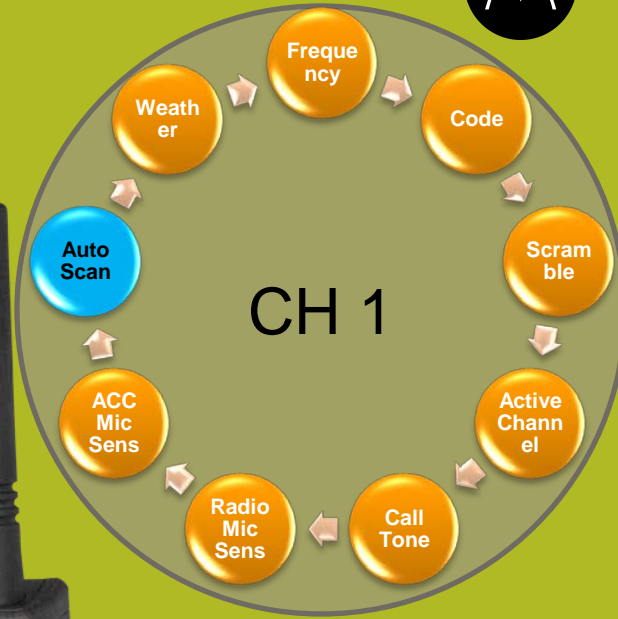 Freque
ncy
Code
Scram
ble
Active
Chann
el
Call
Tone
Radio
Mic
Sens
ACC
Mic
Sens
Auto
Scan
Weath
er
CH 1